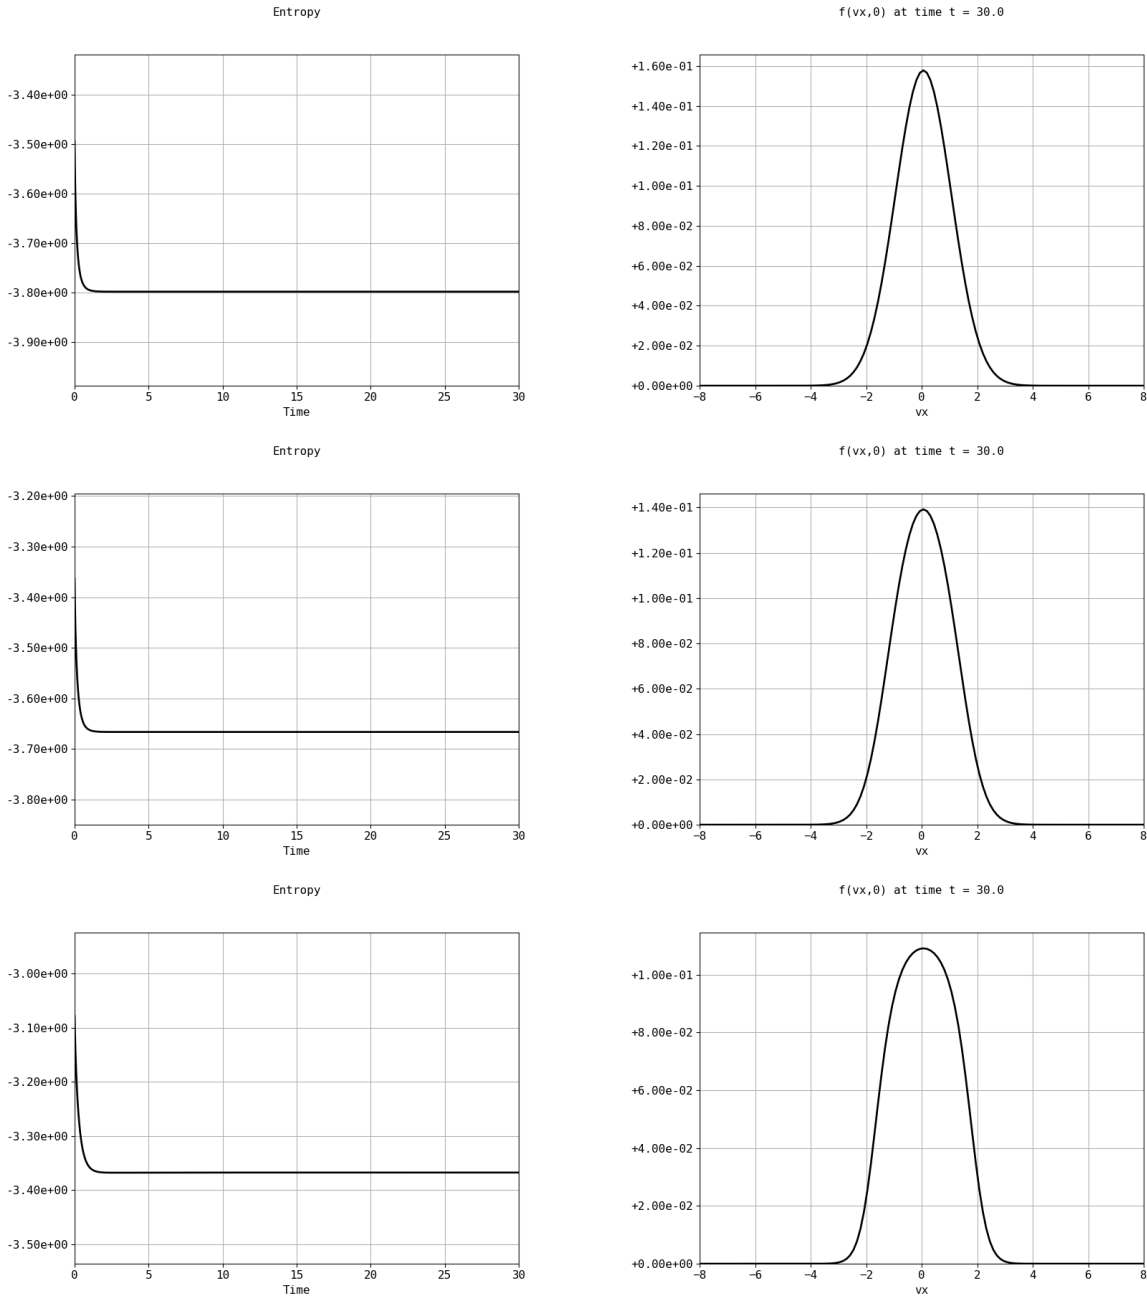 Entropy
f(vx,0) at time t = 30.0
-3.40e+00
-3.50e+00
-3.60e+00
-3.70e+00
-3.80e+00
-3.90e+00
0 5 10 15 20 25 30
Time
+1.60e-01
+1.40e-01
+1.20e-01
+1.00e-01
+8.00e-02
+6.00e-02
+4.00e-02
+2.00e-02
+0.00e+00
−8 −6 −4 −2 0 2 4 6 8
vx
Entropy
f(vx,0) at time t = 30.0
-3.20e+00
-3.30e+00
-3.40e+00
-3.50e+00
-3.60e+00
-3.70e+00
-3.80e+00
0 5 10 15 20 25 30
Time
+1.40e-01
+1.20e-01
+1.00e-01
+8.00e-02
+6.00e-02
+4.00e-02
+2.00e-02
+0.00e+00
−8 −6 −4 −2 0 2 4 6 8
vx
Entropy
f(vx,0) at time t = 30.0
-3.00e+00
-3.10e+00
-3.20e+00
-3.30e+00
-3.40e+00
-3.50e+00
0 5 10 15 20 25 30
Time
+1.00e-01
+8.00e-02
+6.00e-02
+4.00e-02
+2.00e-02
+0.00e+00
−8 −6 −4 −2 0 2 4 6 8
vx